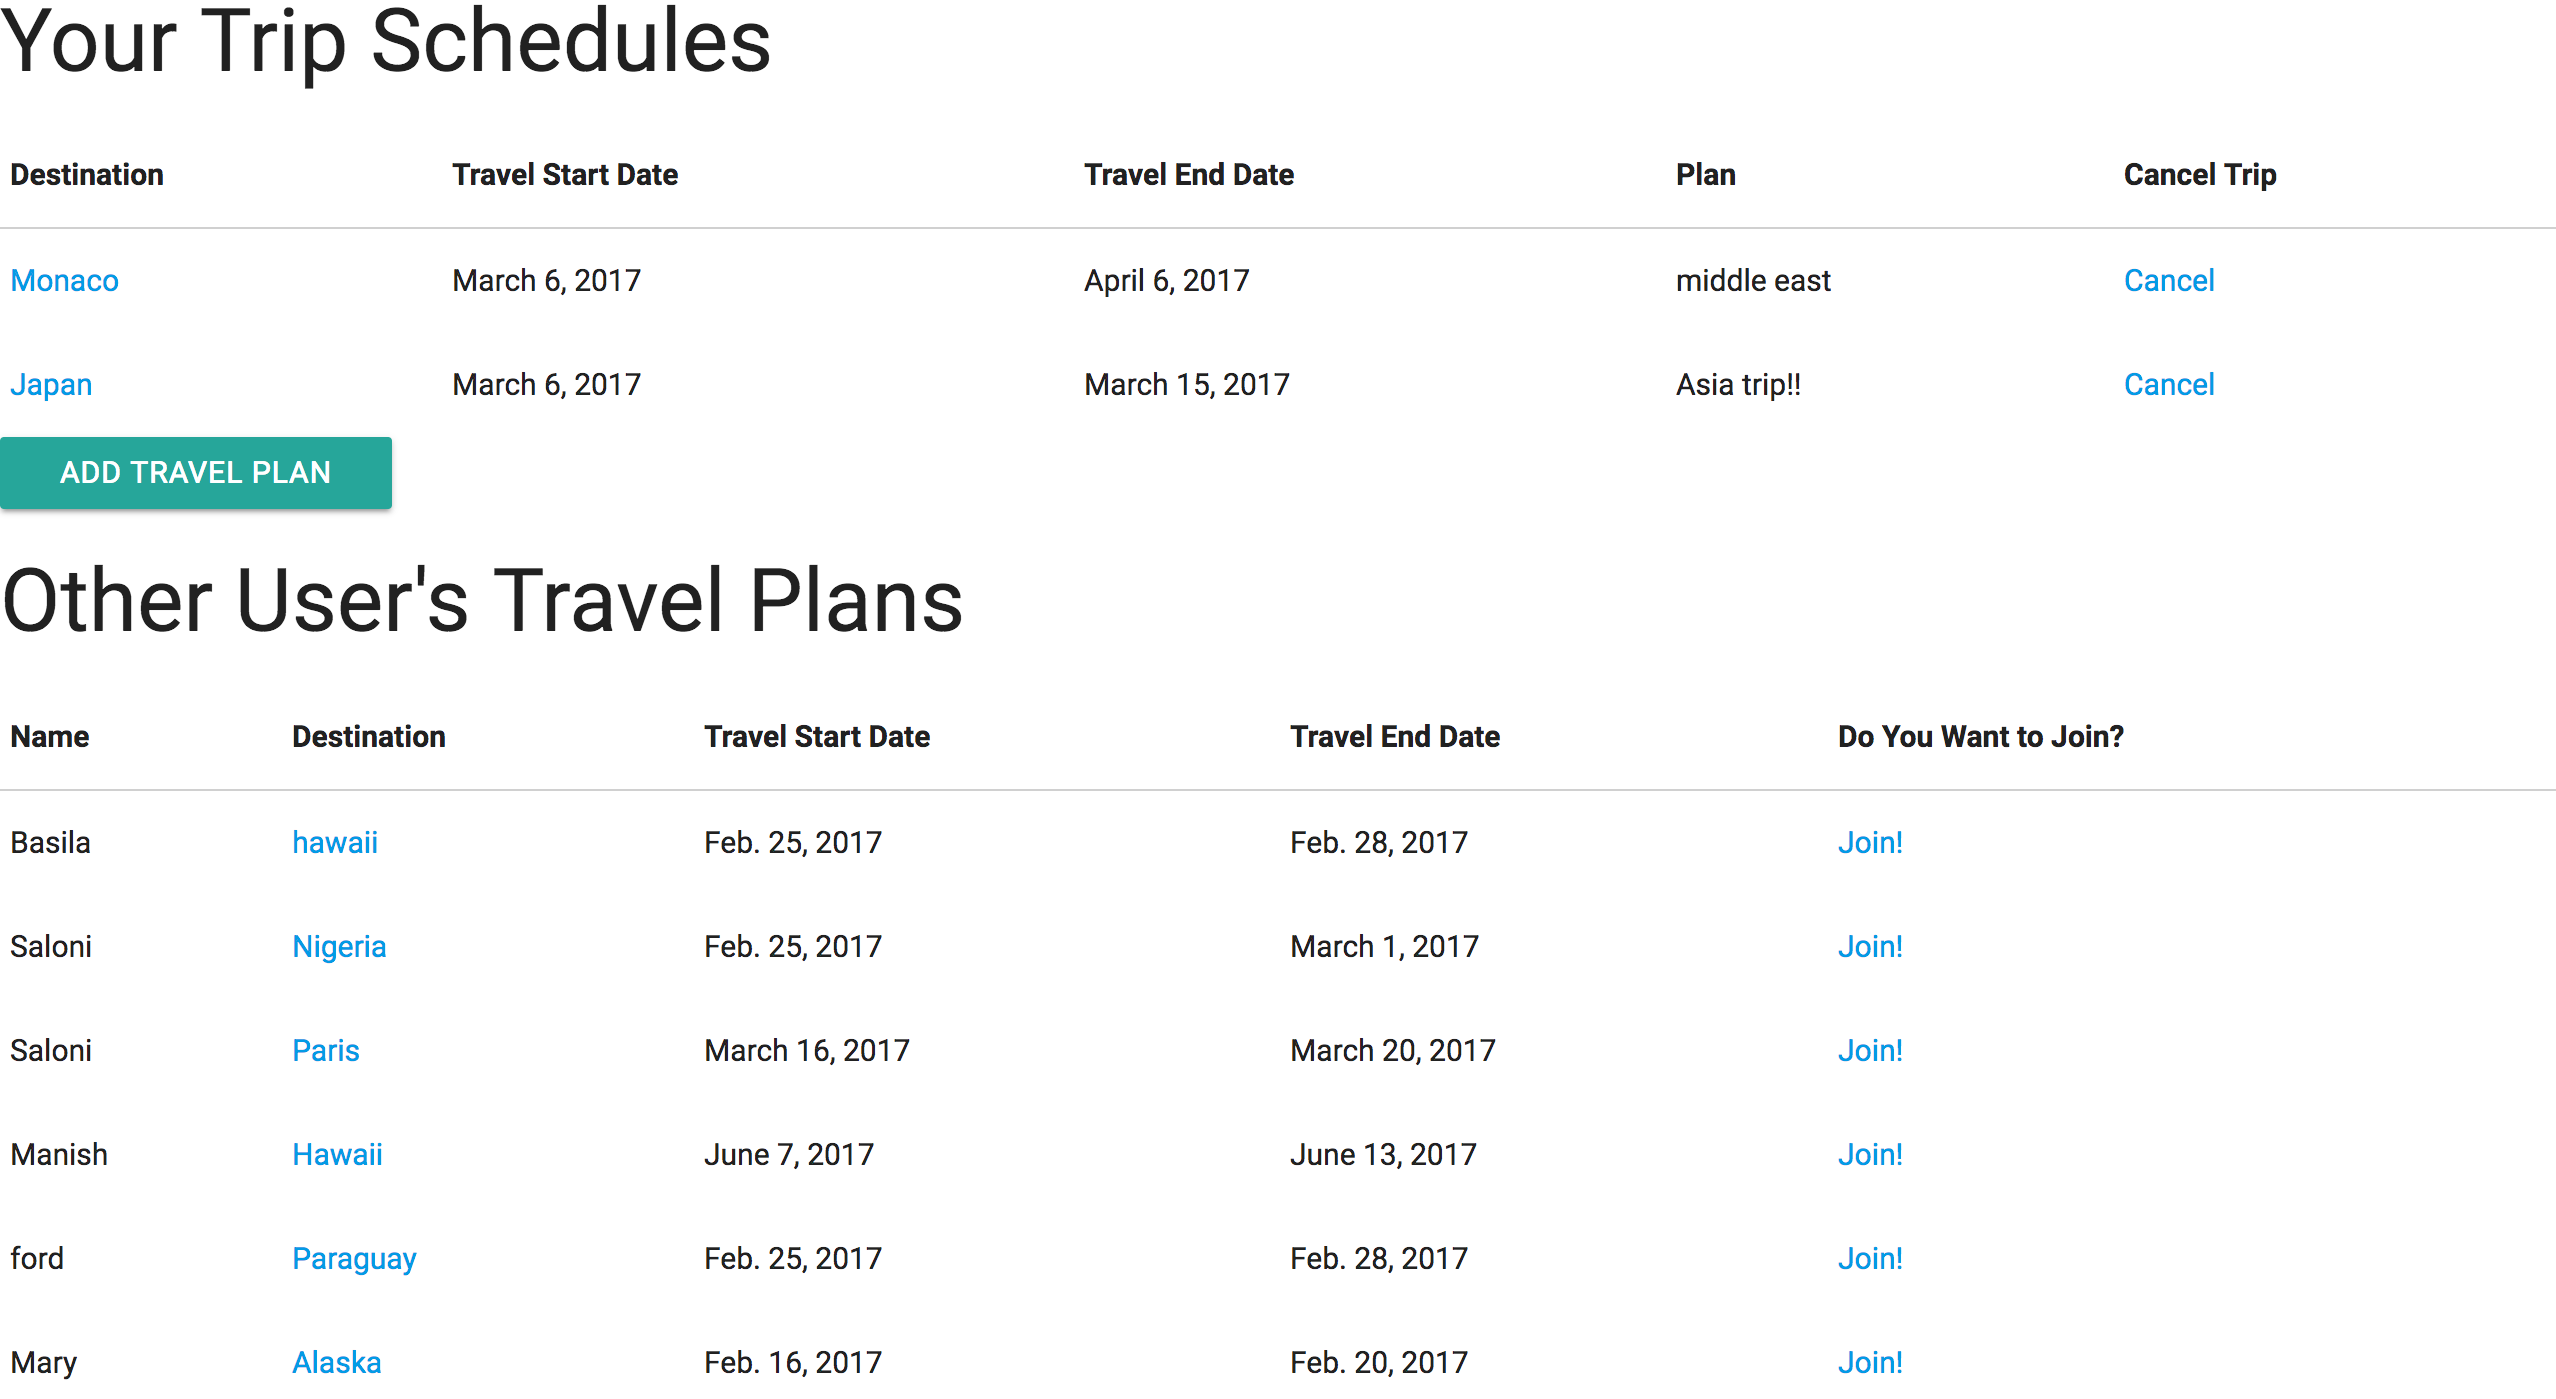 Your Trip Schedules
Destination Travel Start Date Travel End Date Plan Cancel Trip
Monaco March 6, 2017 April 6, 2017 middle east Cancel
Japan March 6, 2017 March 15, 2017 Asia trip!! Cancel
ADD TRAVEL PLAN
Other User's Travel Plans
Name Destination Travel Start Date Travel End Date Do You Want to Join?
Basila hawaii Feb. 25, 2017 Feb. 28, 2017 Join!
Saloni Nigeria Feb. 25, 2017 March 1, 2017 Join!
Saloni Paris March 16, 2017 March 20, 2017 Join!
Manish Hawaii June 7, 2017 June 13, 2017 Join!
ford Paraguay Feb. 25, 2017 Feb. 28, 2017 Join!
Mary Alaska Feb. 16, 2017 Feb. 20, 2017 Join!